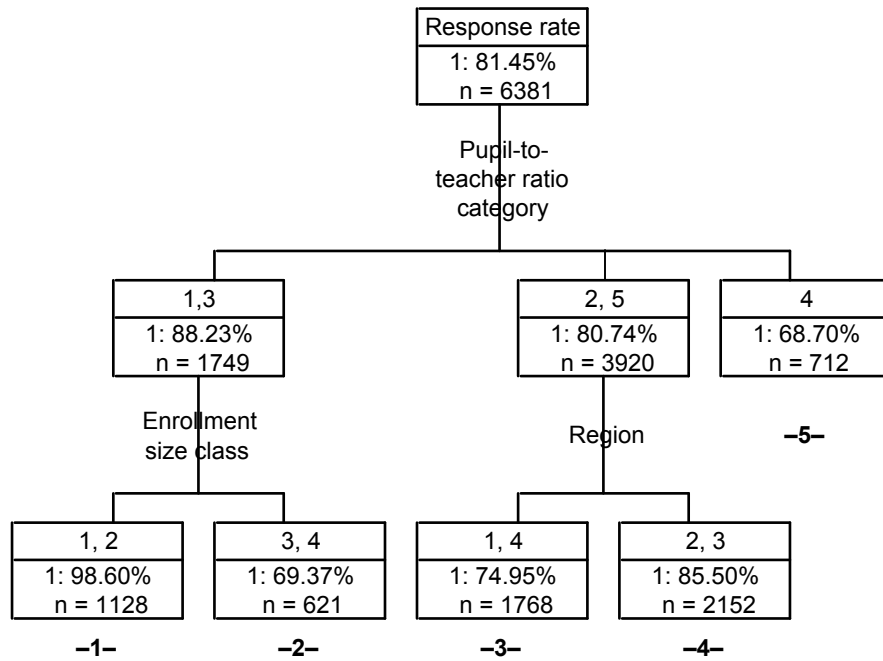 Response rate
1: 81.45%
n = 6381
Pupil-to-
teacher ratio
category
1,3
1: 88.23%
n = 1749
2, 5
1: 80.74%
n = 3920
4
1: 68.70%
n = 712
–5–
Enrollment
size class
Region
1, 2
1: 98.60%
n = 1128
3, 4
1: 69.37%
n = 621
1, 4
1: 74.95%
n = 1768
2, 3
1: 85.50%
n = 2152
–1–
–2–
–3–
–4–